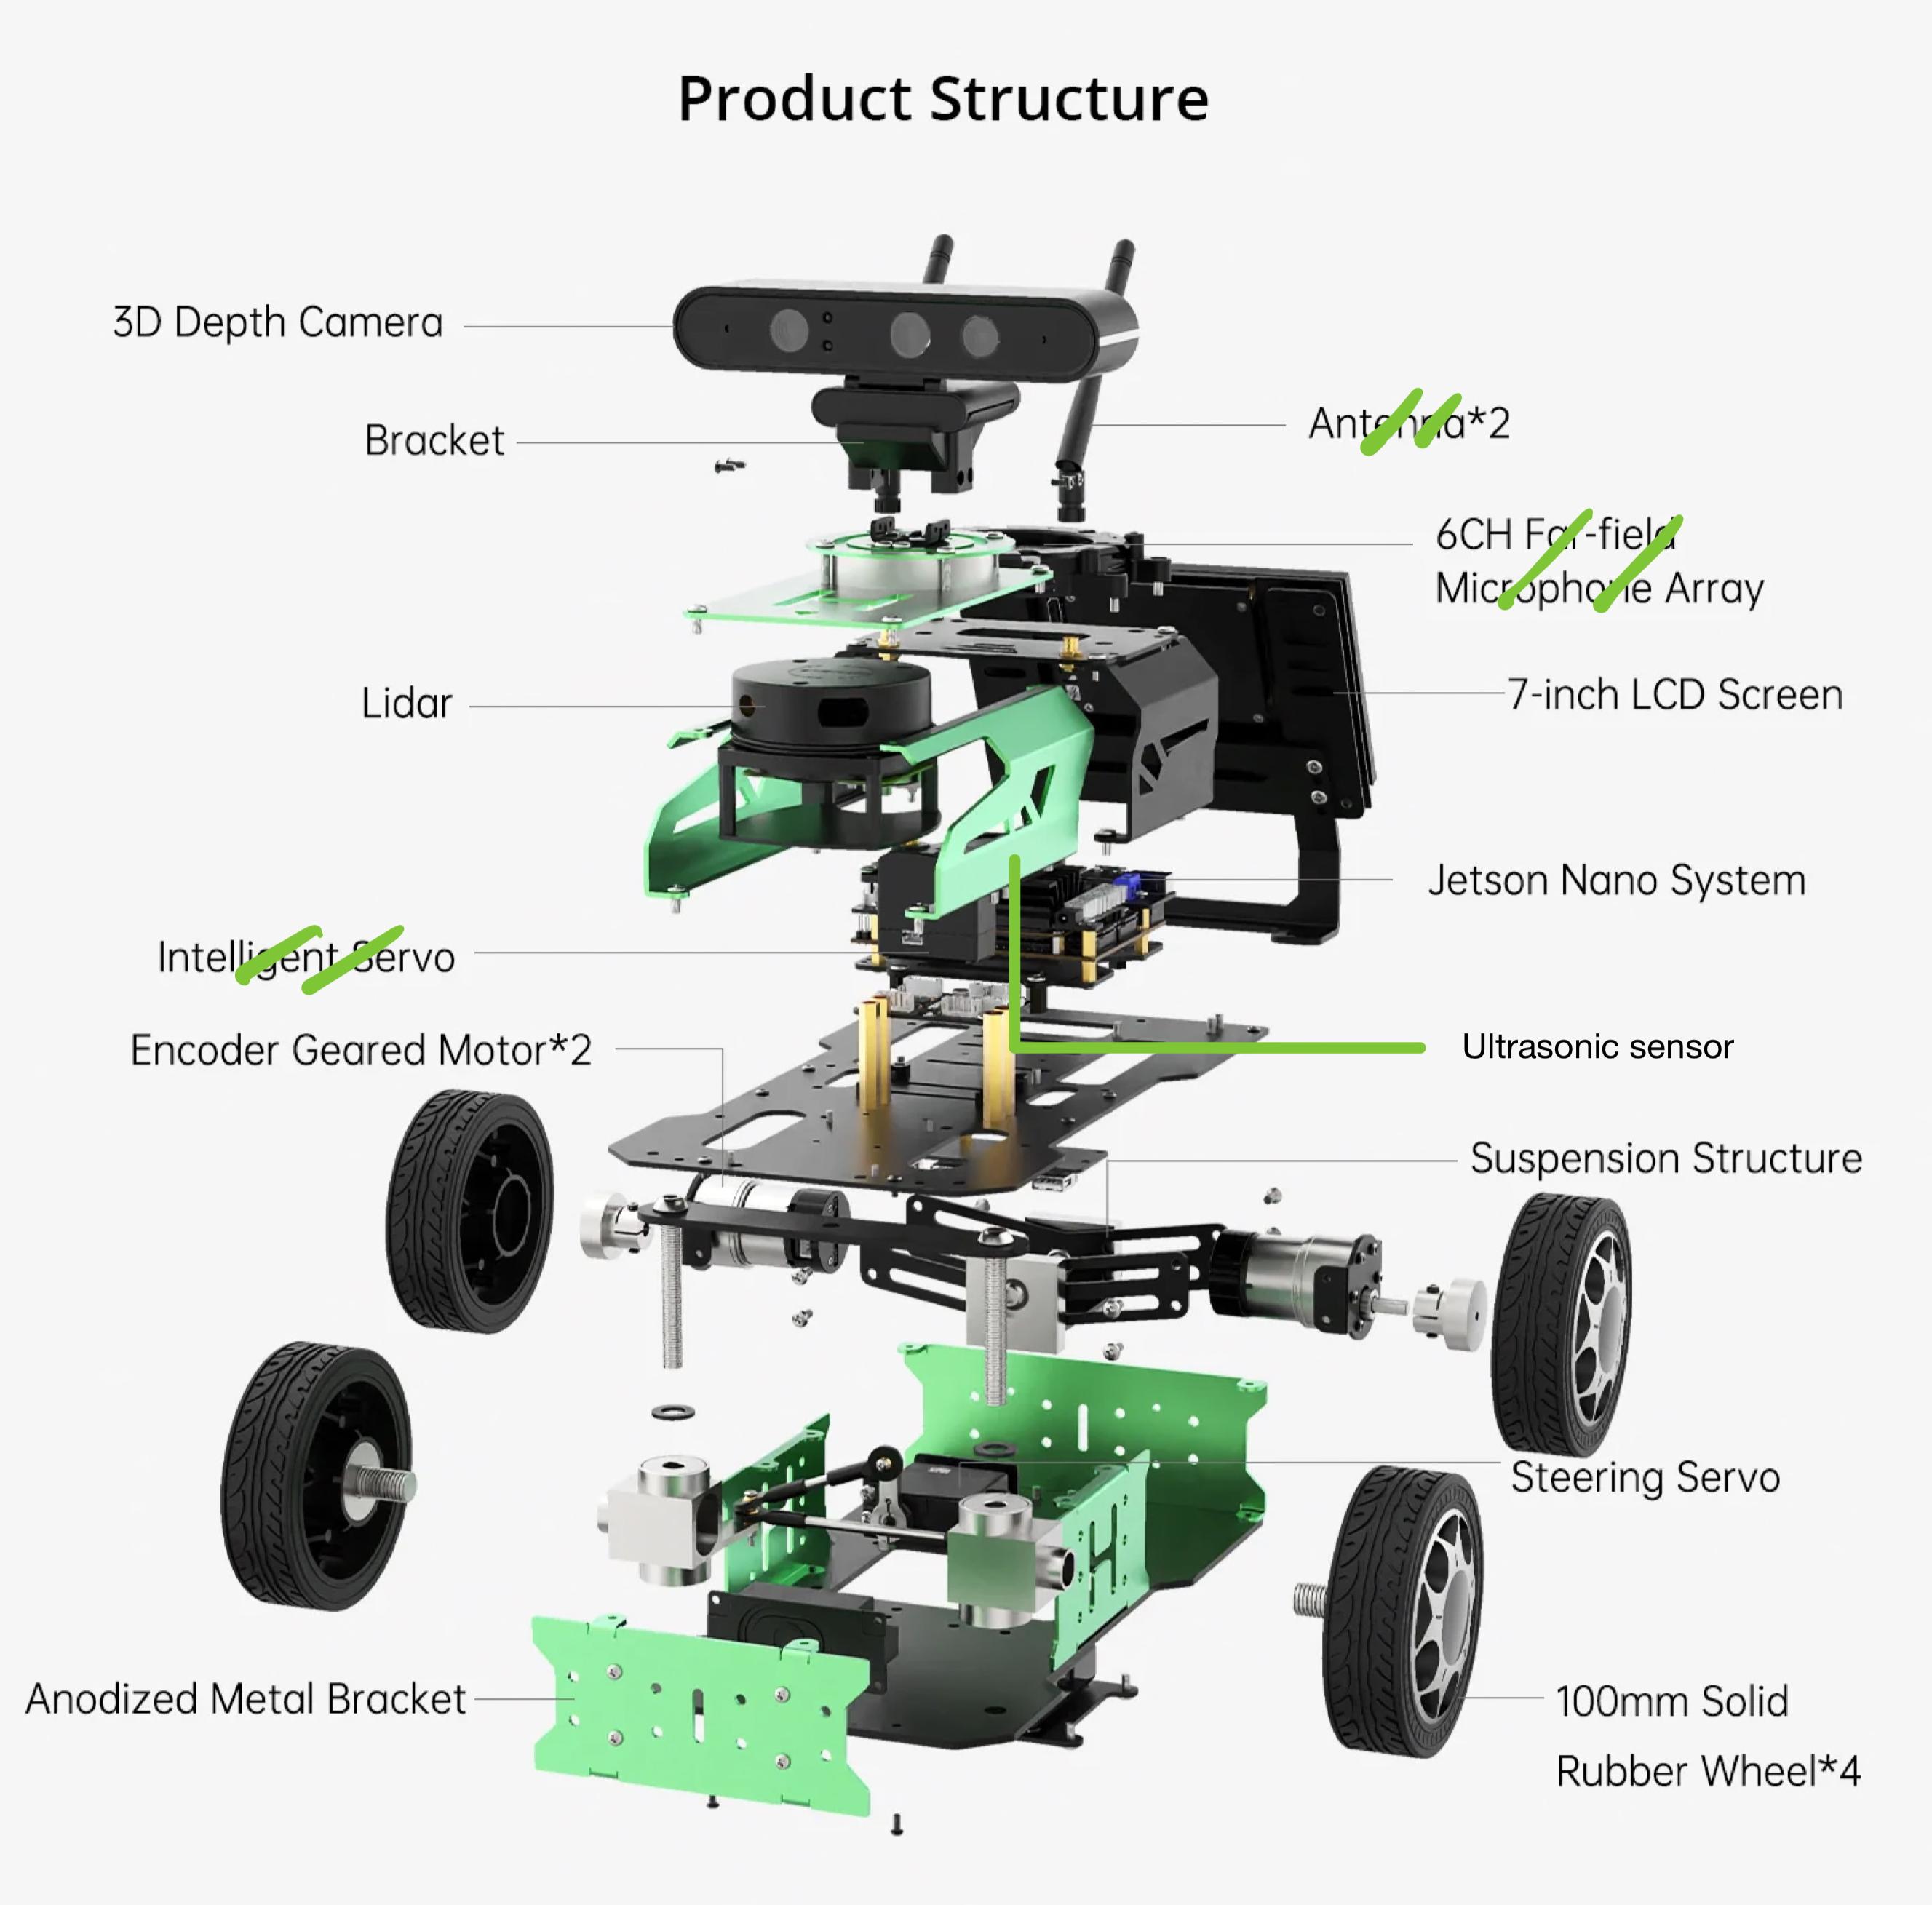 Product Structure
3D Depth Camera
Bracket
Antenna*2
6CH Far-field
Microphone Array
Lidar
7-inch LCD Screen
Jetson Nano System
Intelligent Servo
Encoder Geared Motor*2
Ultrasonic sensor
Suspension Structure
Steering Servo
Anodized Metal Bracket
100mm Solid
Rubber Wheel*4